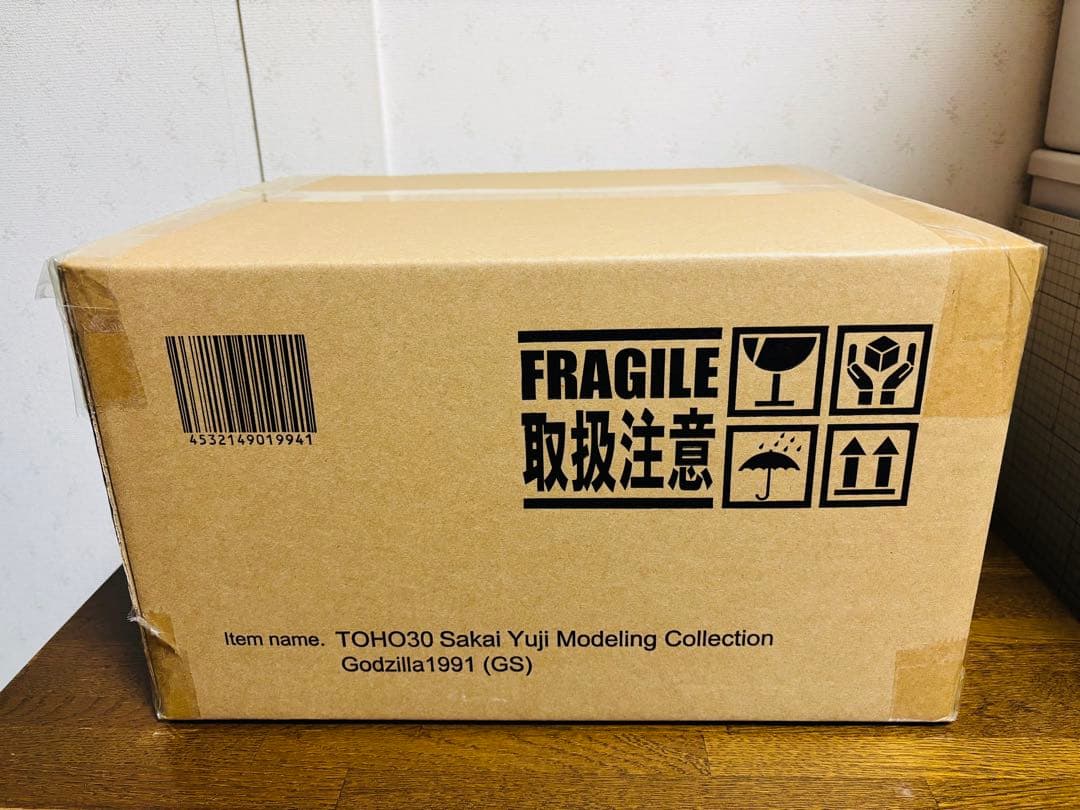 4532149019941
FRAGILE
取扱注意
Item name. TOHO30 Sakai Yuji Modeling Collection
Godzilla1991 (GS)